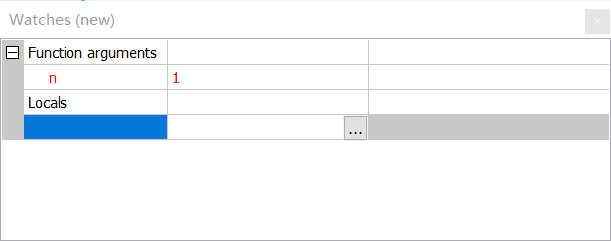 Watches (new)
Function arguments
n 1
Locals
...